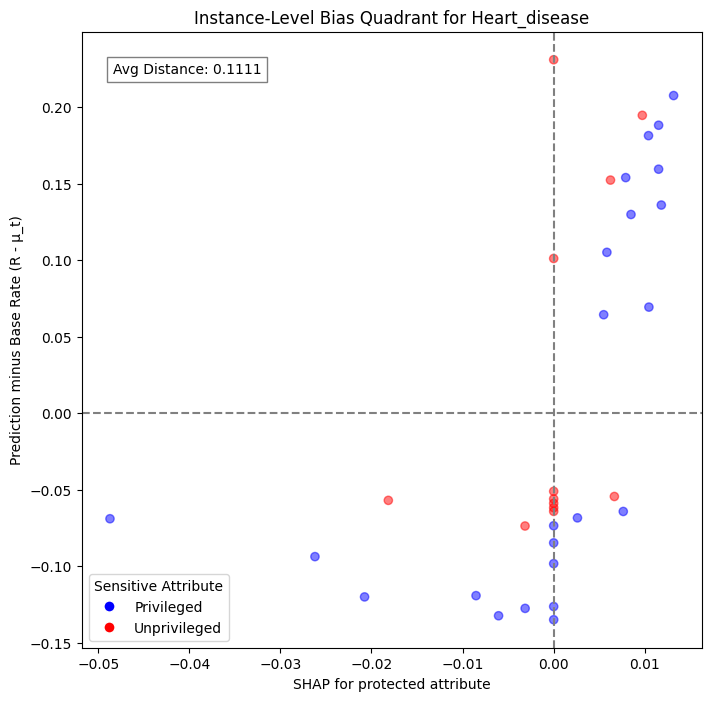 Instance-Level Bias Quadrant for Heart_disease
Avg Distance: 0.1111
Prediction minus Base Rate (R - μ_t)
0.20
0.15
0.10
0.05
0.00
−0.05
−0.10
−0.15
Sensitive Attribute
Privileged
Unprivileged
−0.05
−0.04
−0.03
−0.02
−0.01
0.00
0.01
SHAP for protected attribute